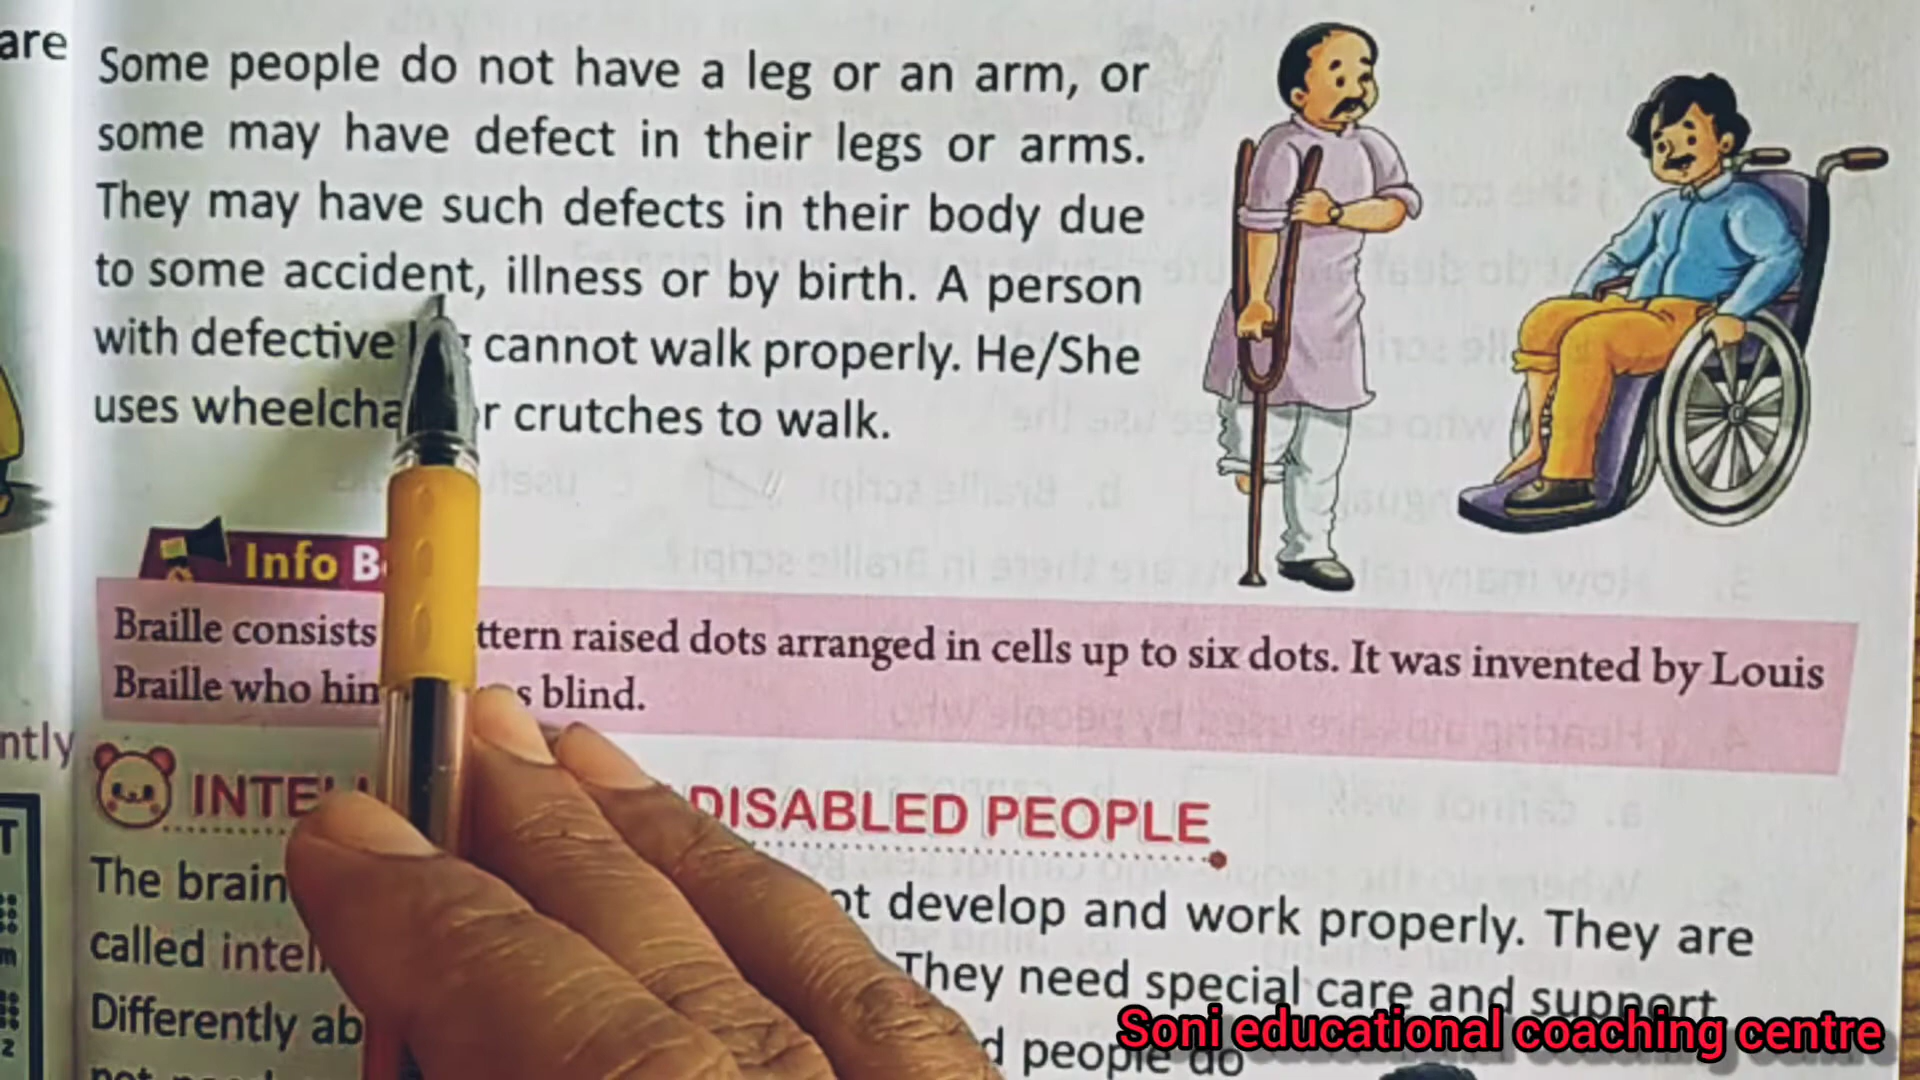 are
Some people do not have a leg or an arm, or
some may have defect in their legs or arms.
They may have such defects in their body due
to some accident, illness or by birth. A person
with defective cannot walk properly. He/She
uses wheelcha r crutches to walk.
Info B
Braille consists ttern raised dots arranged in cells up to six dots. It was invented by Louis
Braille who him s blind.
ntly
INTE DISABLED PEOPLE
The brain ot develop and work properly. They are
called intel They need special care and support
Differently ab d people do
Soni educational coaching centre